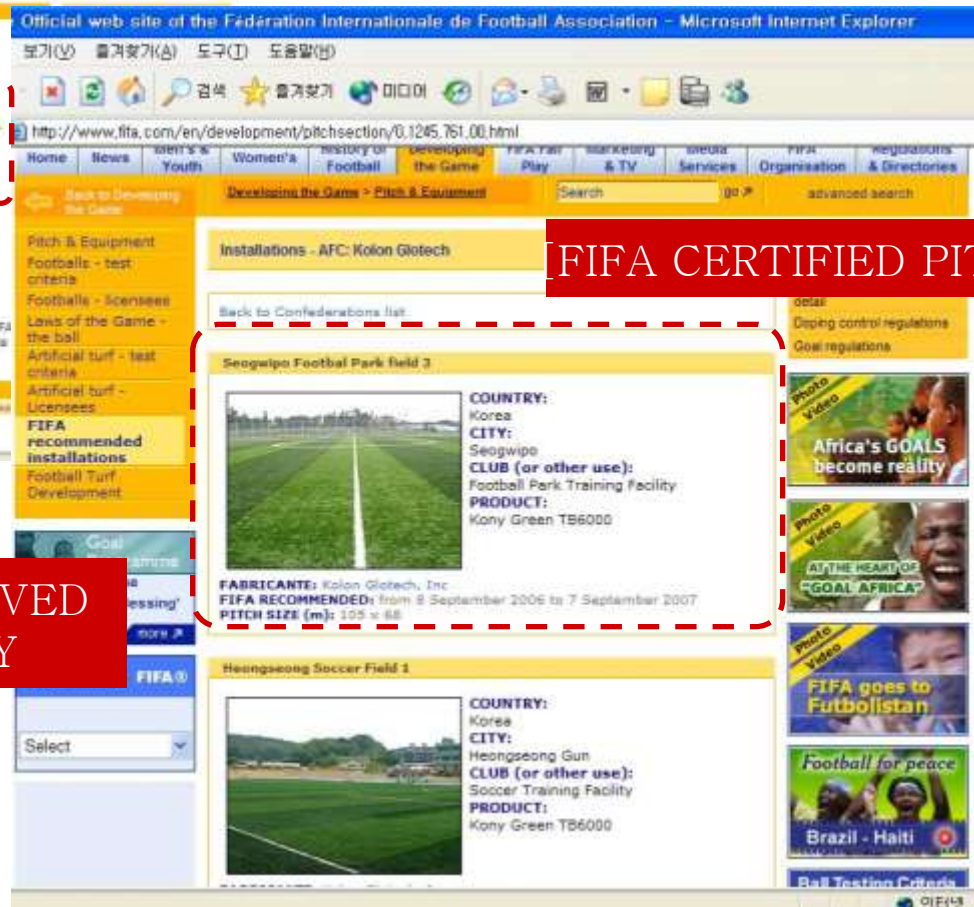 Official web site of the Fédération Internationale de Football Association - Microsoft Internet Explorer
보기(V) 즐겨찾기(A) 도구(T) 도움말(H)
검색 즐겨찾기 미디어
http://www.fifa.com/en/development/pitchsection/0,1245,761,00.html
Home News Men's & Youth Women's History of Football Developing the Game FIFA Fair Play Marketing & TV Media Services FIFA Organisation Regulations & Directories
Back to Developing the Game
Developing the Game > Pitch & Equipment
Search go advanced search
Pitch & Equipment
Footballs - test
criteria
Footballs - licensees
Laws of the Game -
the ball
Artificial turf - test
criteria
Artificial turf -
Licensees
FIFA
recommended
installations
Football Turf
Development
Goal
essing'
more
FIFA®
Select
VED
Y
Installations - AFC: Kolon Glotech
[FIFA CERTIFIED PIT
Back to Confederations list.
Seogwipo Footbal Park field 3
COUNTRY:
Korea
CITY:
Seogwipo
CLUB (or other use):
Football Park Training Facility
PRODUCT:
Kony Green TB6000
FABRICANTE: Kolon Glotech, Inc
FIFA RECOMMENDED: from 8 September 2006 to 7 September 2007
PITCH SIZE (m): 105 x 68
Heongseong Soccer Field 1
COUNTRY:
Korea
CITY:
Heongseong Gun
CLUB (or other use):
Soccer Training Facility
PRODUCT:
Kony Green TB6000
detail
Doping control regulations
Goal regulations
Photo
Video
Africa's GOALS
become reality
Photo
Video
AT THE HEART OF
"GOAL AFRICA"
Photo
Video
FIFA goes to
Futbolistan
Football for peace
Brazil - Haiti
Ball Testing Criteria